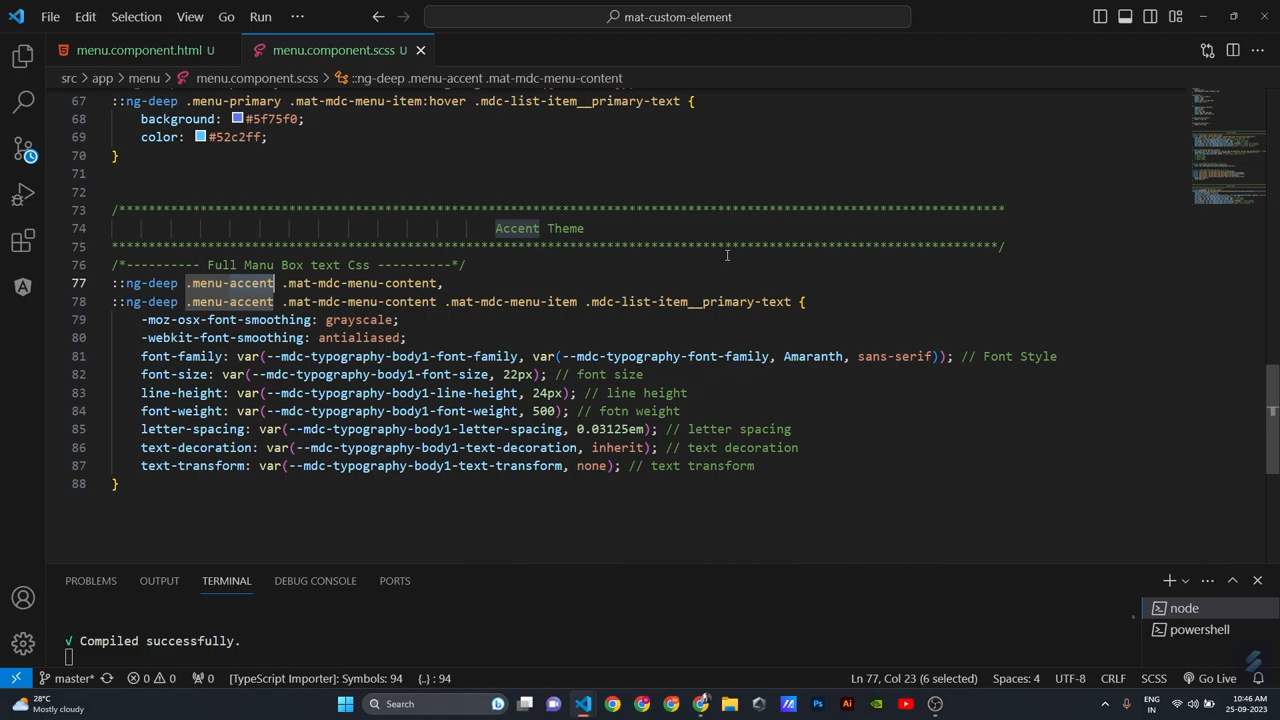 File Edit Selection View Go Run ··· mat-custom-element
menu.component.html U menu.component.scss U
src > app > menu > menu.component.scss > ::ng-deep .menu-accent .mat-mdc-menu-content
67 ::ng-deep .menu-primary .mat-mdc-menu-item:hover .mdc-list-item__primary-text {
68 background: #5f75f0;
69 color: #52c2ff;
70 }
71
72
73 /*************************************************************************************************************************
74 Accent Theme
75 *************************************************************************************************************************/
76 /*---------- Full Manu Box text Css ----------*/
77 ::ng-deep .menu-accent .mat-mdc-menu-content,
78 ::ng-deep .menu-accent .mat-mdc-menu-content .mat-mdc-menu-item .mdc-list-item__primary-text {
79 -moz-osx-font-smoothing: grayscale;
80 -webkit-font-smoothing: antialiased;
81 font-family: var(--mdc-typography-body1-font-family, var(--mdc-typography-font-family, Amaranth, sans-serif)); // Font Style
82 font-size: var(--mdc-typography-body1-font-size, 22px); // font size
83 line-height: var(--mdc-typography-body1-line-height, 24px); // line height
84 font-weight: var(--mdc-typography-body1-font-weight, 500); // fotn weight
85 letter-spacing: var(--mdc-typography-body1-letter-spacing, 0.03125em); // letter spacing
86 text-decoration: var(--mdc-typography-body1-text-decoration, inherit); // text decoration
87 text-transform: var(--mdc-typography-body1-text-transform, none); // text transform
88 }
PROBLEMS OUTPUT TERMINAL DEBUG CONSOLE PORTS
node
powershell
√ Compiled successfully.
master* 0 0 0 [TypeScript Importer]: Symbols: 94 {..} : 94 Ln 77, Col 23 (6 selected) Spaces: 4 UTF-8 CRLF SCSS Go Live
28°C
Mostly cloudy
Search
ENG
IN
10:46 AM
25-09-2023